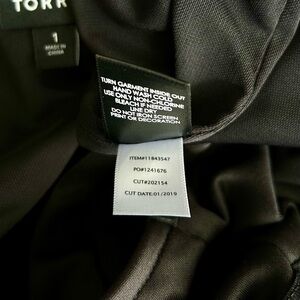 TORR
1
MADE IN
CHINA
TURN GARMENT INSIDE OUT
HAND WASH COLD
USE ONLY NON-CHLORINE
BLEACH IF NEEDED
LINE DRY
DO NOT IRON SCREEN
PRINT OR DECORATION
ITEM#11843547
PO#1241676
CUT#202154
CUT DATE:01/2019